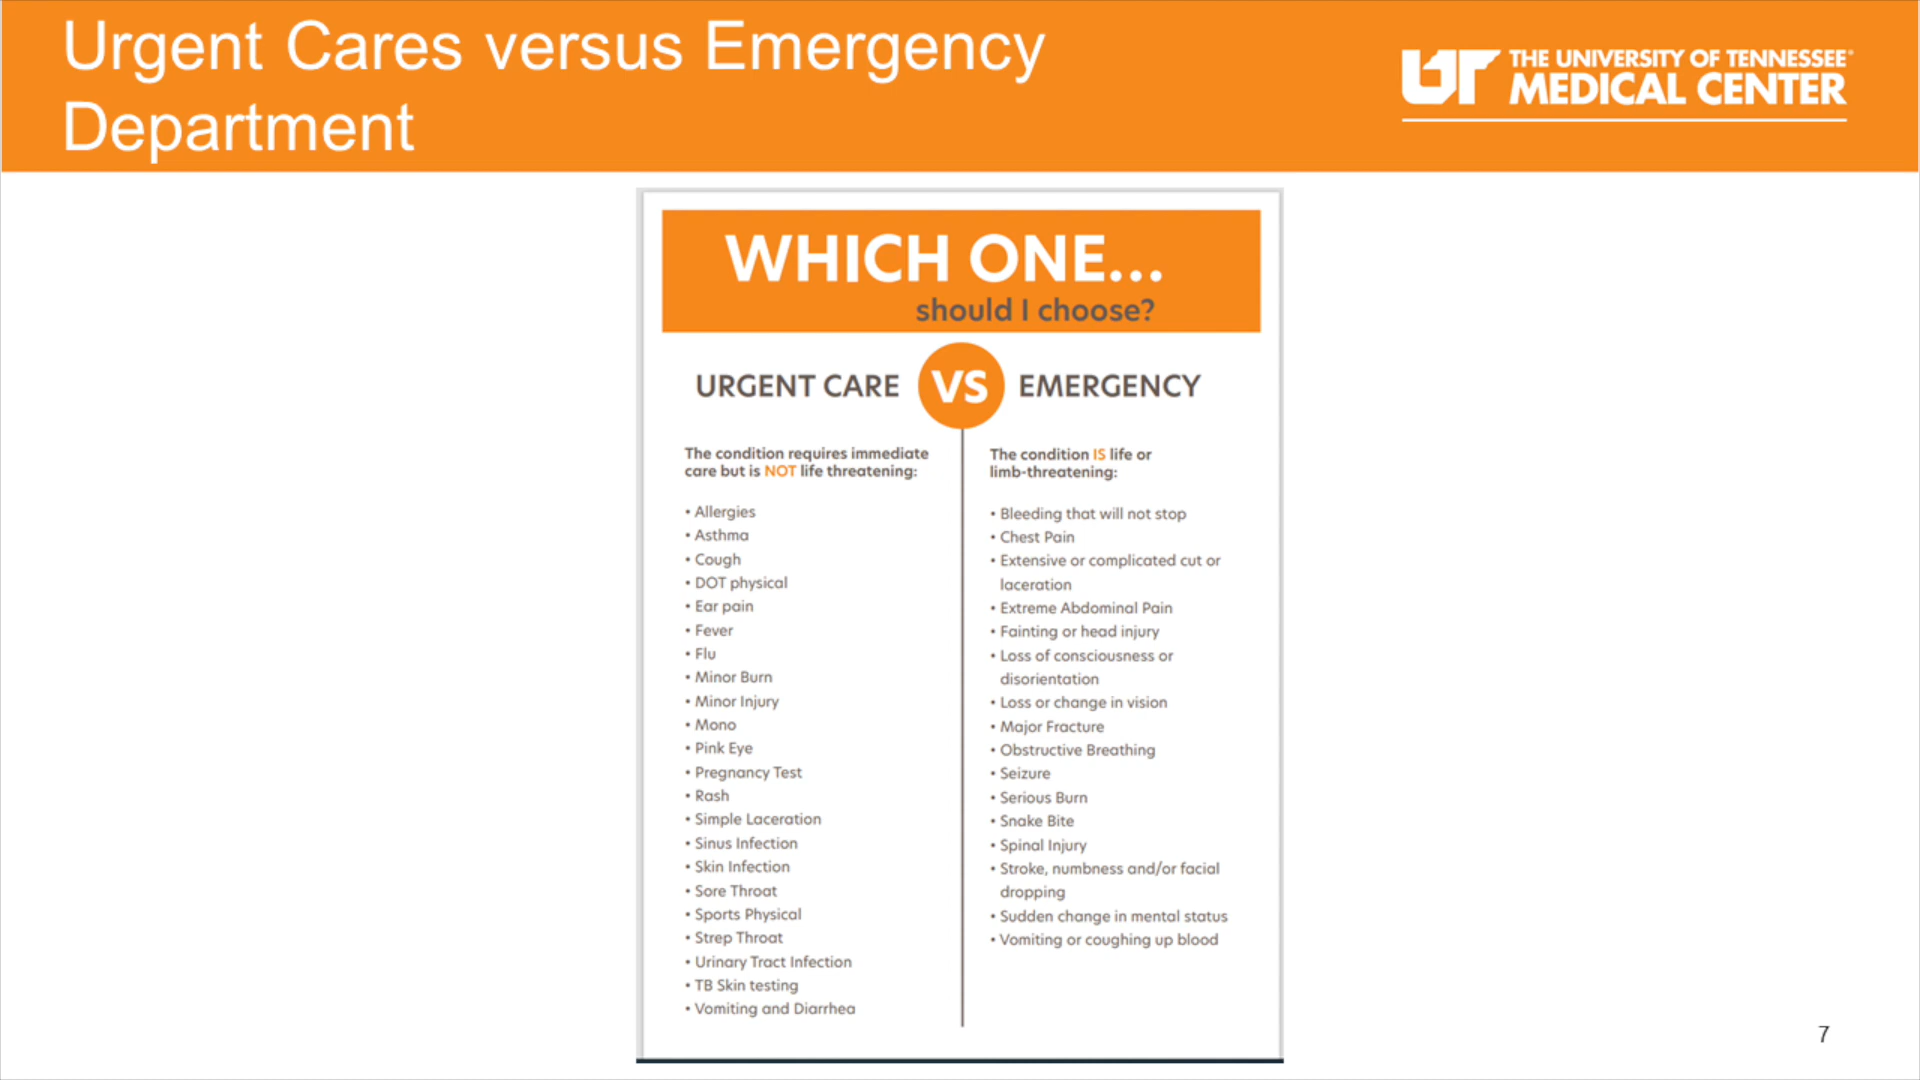 Urgent Cares versus Emergency
Department
UT THE UNIVERSITY OF TENNESSEE®
MEDICAL CENTER
WHICH ONE...
should I choose?
URGENT CARE VS EMERGENCY
The condition requires immediate
care but is NOT life threatening:
• Allergies
• Asthma
• Cough
• DOT physical
• Ear pain
• Fever
• Flu
• Minor Burn
• Minor Injury
• Mono
• Pink Eye
• Pregnancy Test
• Rash
• Simple Laceration
• Sinus Infection
• Skin Infection
• Sore Throat
• Sports Physical
• Strep Throat
• Urinary Tract Infection
• TB Skin testing
• Vomiting and Diarrhea
The condition IS life or
limb-threatening:
• Bleeding that will not stop
• Chest Pain
• Extensive or complicated cut or
laceration
• Extreme Abdominal Pain
• Fainting or head injury
• Loss of consciousness or
disorientation
• Loss or change in vision
• Major Fracture
• Obstructive Breathing
• Seizure
• Serious Burn
• Snake Bite
• Spinal Injury
• Stroke, numbness and/or facial
dropping
• Sudden change in mental status
• Vomiting or coughing up blood
7